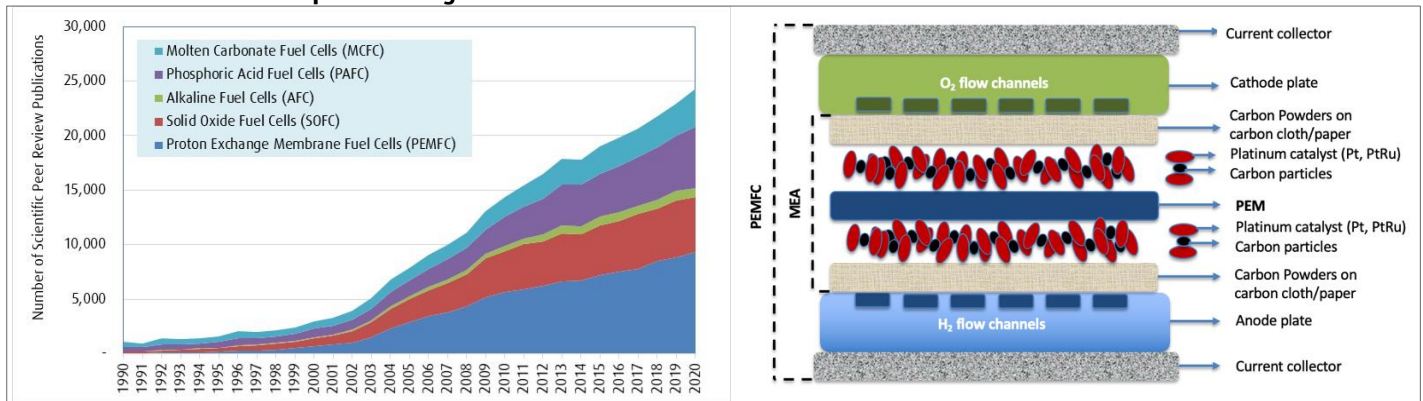 30,000
25,000
20,000
15,000
10,000
5,000
-
Number of Scientific Peer Review Publications
Molten Carbonate Fuel Cells (MCFC)
Phosphoric Acid Fuel Cells (PAFC)
Alkaline Fuel Cells (AFC)
Solid Oxide Fuel Cells (SOFC)
Proton Exchange Membrane Fuel Cells (PEMFC)
1990
1991
1992
1993
1994
1995
1996
1997
1998
1999
2000
2001
2002
2003
2004
2005
2006
2007
2008
2009
2010
2011
2012
2013
2014
2015
2016
2017
2018
2019
2020
PEMFC
MEA
O₂ flow channels
H₂ flow channels
Current collector
Cathode plate
Carbon Powders on
carbon cloth/paper
Platinum catalyst (Pt, PtRu)
Carbon particles
PEM
Platinum catalyst (Pt, PtRu)
Carbon particles
Carbon Powders on
carbon cloth/paper
Anode plate
Current collector